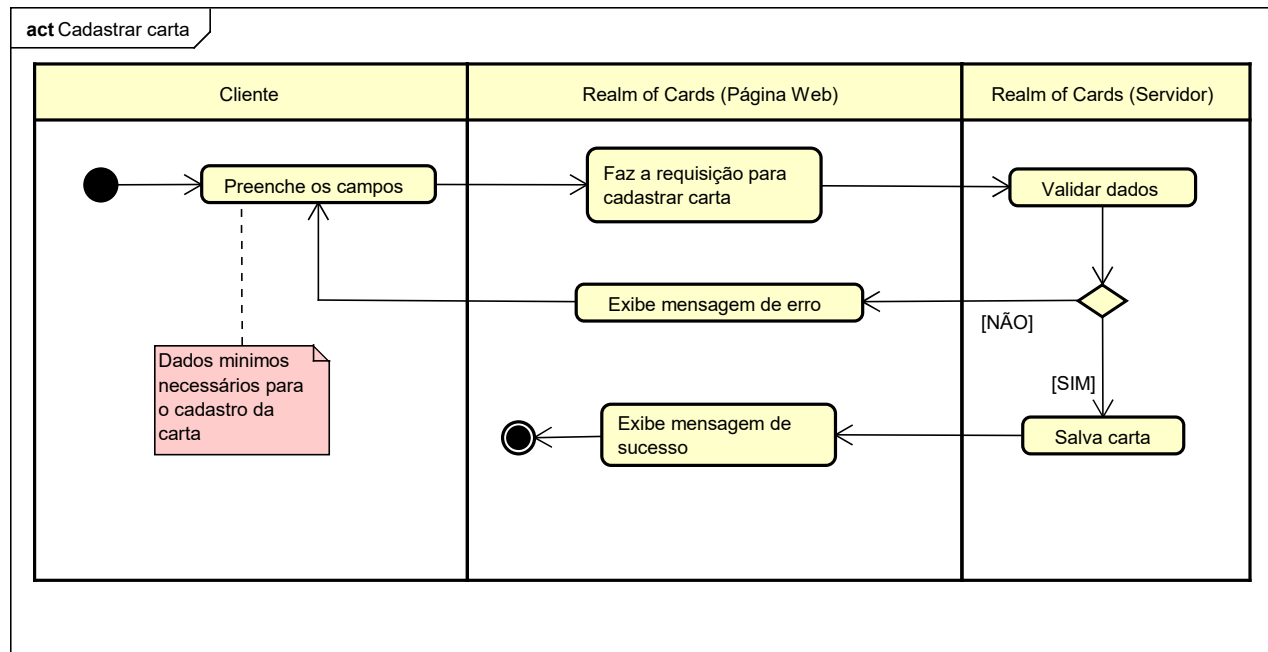 act Cadastrar carta
Cliente
Realm of Cards (Página Web)
Realm of Cards (Servidor)
Preenche os campos
Faz a requisição para
cadastrar carta
Validar dados
Exibe mensagem de erro
[NÃO]
Dados minimos
necessários para
o cadastro da
carta
[SIM]
Exibe mensagem de
sucesso
Salva carta